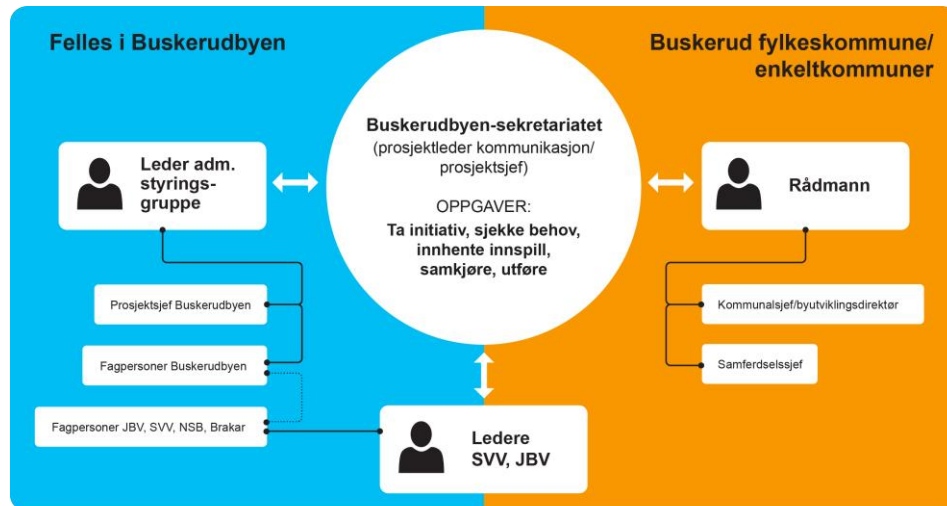 Felles i Buskerudbyen
Buskerud fylkeskommune/
enkeltkommuner
Buskerudbyen-sekretariatet
(prosjektleder kommunikasjon/
prosjektsjef)
OPPGAVER:
Ta initiativ, sjekke behov,
innhente innspill,
samkjøre, utføre
Leder adm.
styrings-
gruppe
Prosjektsjef Buskerudbyen
Fagpersoner Buskerudbyen
Fagpersoner JBV, SVV, NSB, Brakar
Ledere
SVV, JBV
Rådmann
Kommunalsjef/byutviklingsdirektør
Samferdselssjef